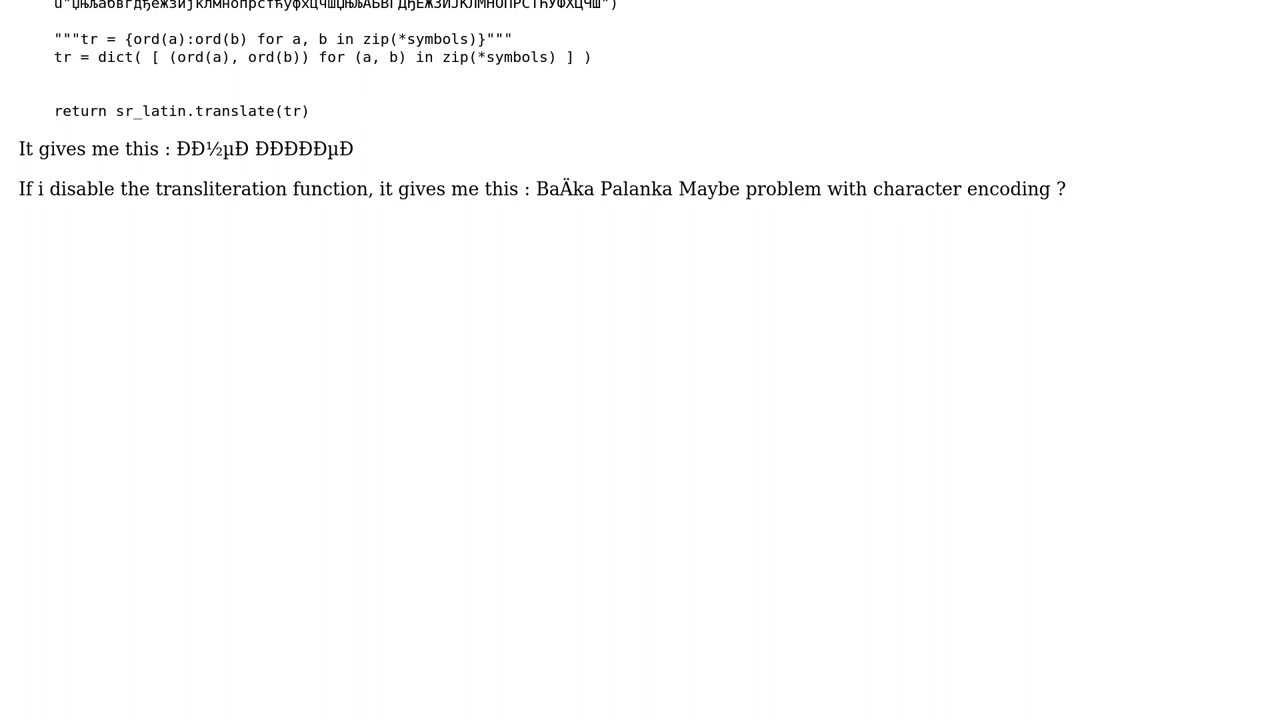 u"џњљабвгдђежзијклмнопрстћуфхцчшЏЊЉАБВГДЂЕЖЗИЈКЛМНОПРСТЋУФХЦЧШ")
"""tr = {ord(a):ord(b) for a, b in zip(*symbols)}"""
tr = dict( [ (ord(a), ord(b)) for (a, b) in zip(*symbols) ] )
return sr_latin.translate(tr)
It gives me this : ÐÐ½µÐ ÐÐÐÐÐµÐ
If i disable the transliteration function, it gives me this : BaÄka Palanka Maybe problem with character encoding ?